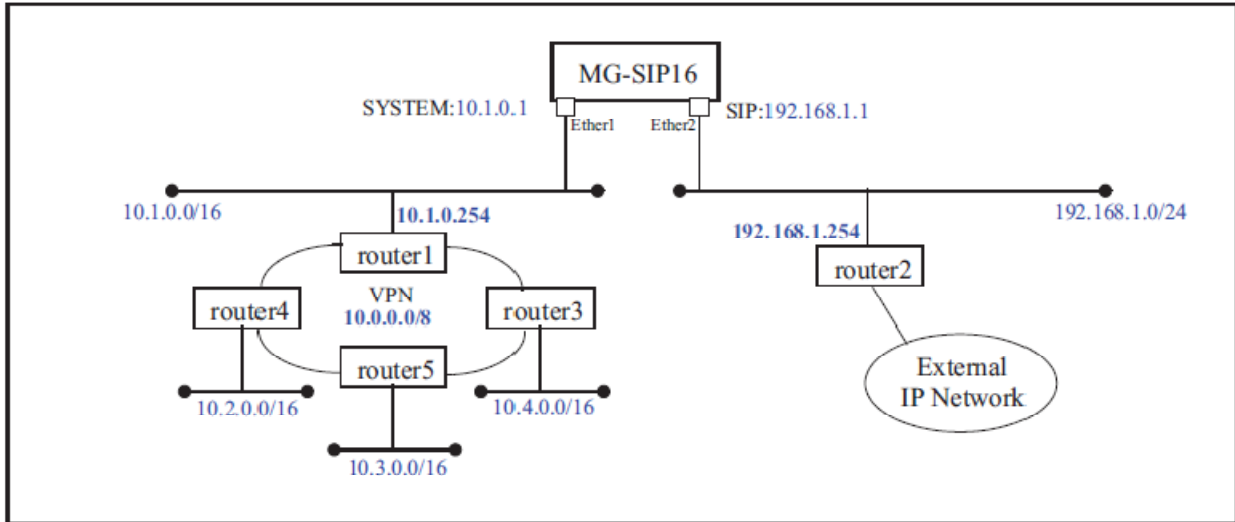 MG-SIP16
SYSTEM:10.1.0.1
Ether1
Ether2
SIP:192.168.1.1
10.1.0.0/16
10.1.0.254
192.168.1.254
192.168.1.0/24
router1
router2
VPN
10.0.0.0/8
router4
router3
router5
External
IP Network
10.2.0.0/16
10.4.0.0/16
10.3.0.0/16